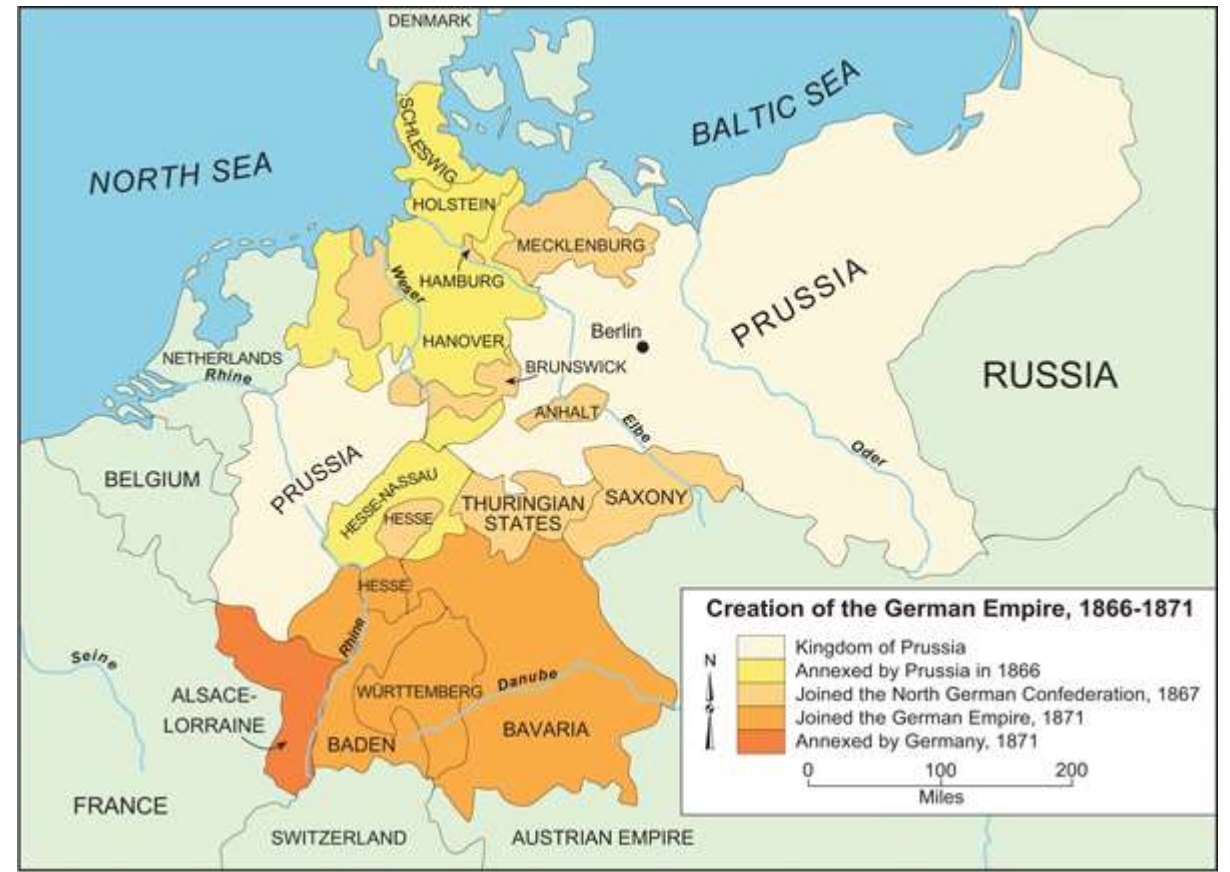 DENMARK
BALTIC SEA
NORTH SEA
SCHLESWIG
HOLSTEIN
MECKLENBURG
HAMBURG
Weser
PRUSSIA
Berlin
HANOVER
NETHERLANDS
Rhine
BRUNSWICK
RUSSIA
ANHALT
Elbe
Oder
BELGIUM
PRUSSIA
HESSE-NASSAU
HESSE
THURINGIAN
STATES
SAXONY
HESSE
Rhine
Seine
ALSACE-
LORRAINE
WÜRTTEMBERG
Danube
BADEN
BAVARIA
FRANCE
SWITZERLAND
AUSTRIAN EMPIRE
Creation of the German Empire, 1866-1871
N
Kingdom of Prussia
Annexed by Prussia in 1866
Joined the North German Confederation, 1867
Joined the German Empire, 1871
Annexed by Germany, 1871
0 100 200
Miles